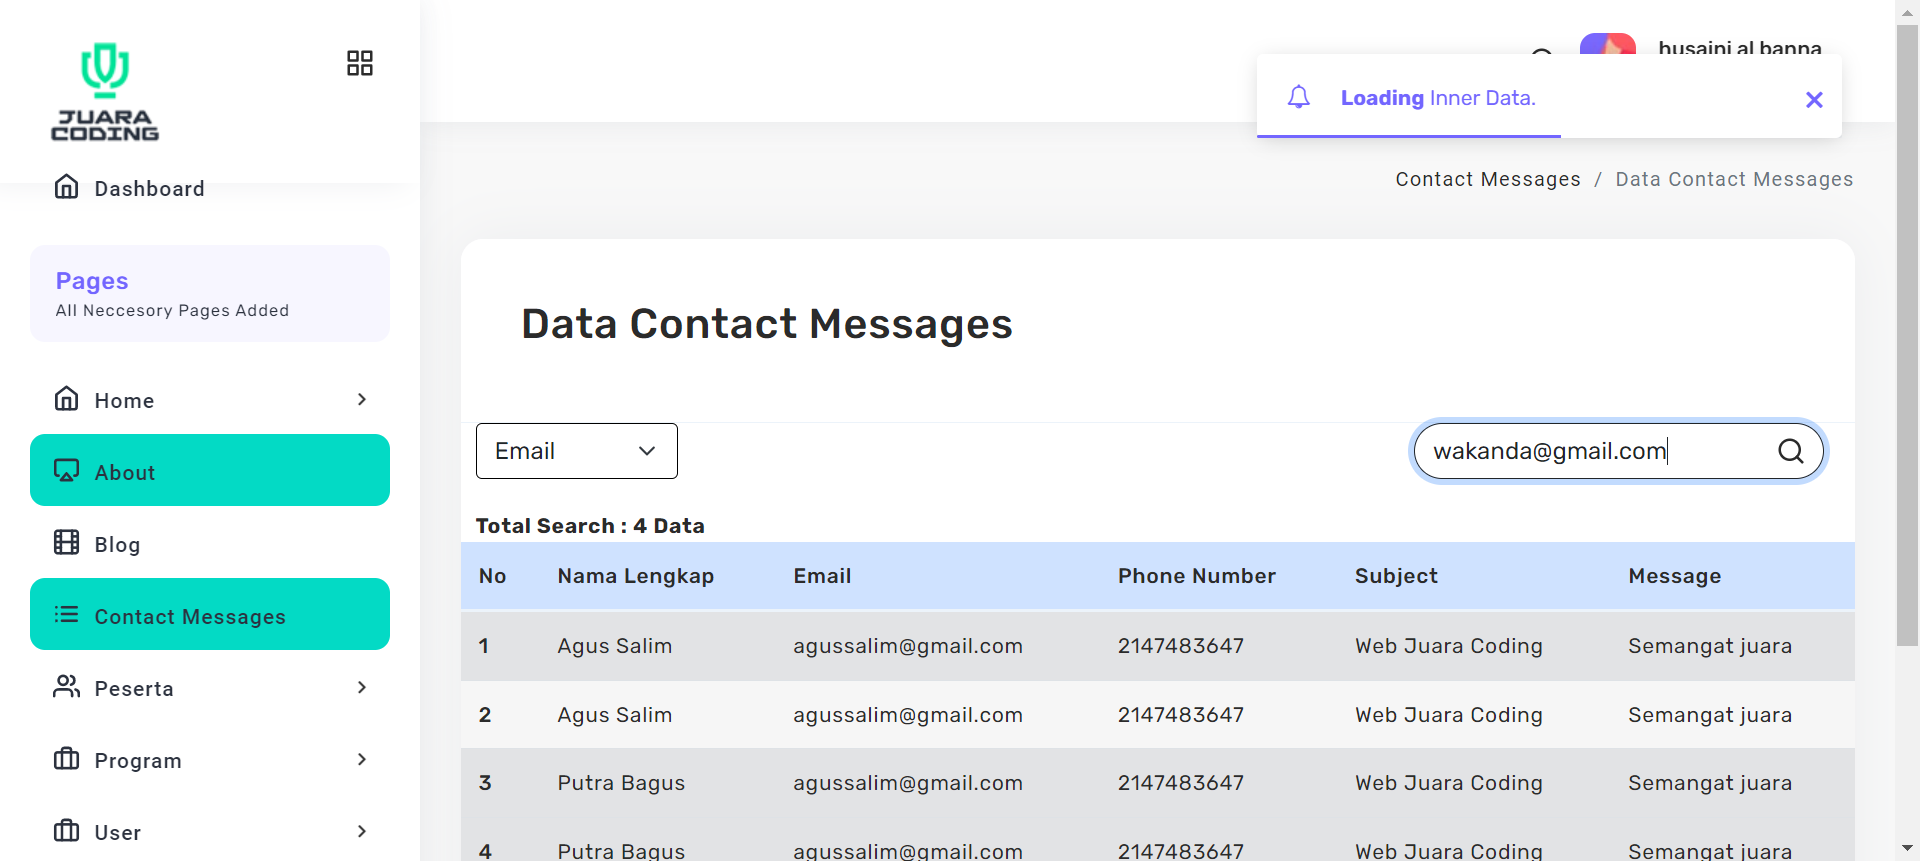 JUARA
CODING
husaini al banna
Loading Inner Data.
Dashboard
Contact Messages / Data Contact Messages
Pages
All Neccesory Pages Added
Data Contact Messages
Home
About
Blog
Contact Messages
Peserta
Program
User
Email
wakanda@gmail.com
Total Search : 4 Data
No Nama Lengkap Email Phone Number Subject Message
1 Agus Salim agussalim@gmail.com 2147483647 Web Juara Coding Semangat juara
2 Agus Salim agussalim@gmail.com 2147483647 Web Juara Coding Semangat juara
3 Putra Bagus agussalim@gmail.com 2147483647 Web Juara Coding Semangat juara
4 Putra Bagus agussalim@gmail.com 2147483647 Web Juara Coding Semangat juara